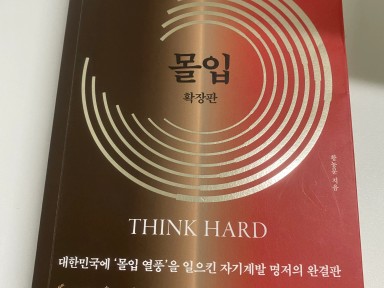 몰입
확장판
황농문 지음
THINK HARD
대한민국에 '몰입 열풍'을 일으킨 자기계발 명저의 완결판